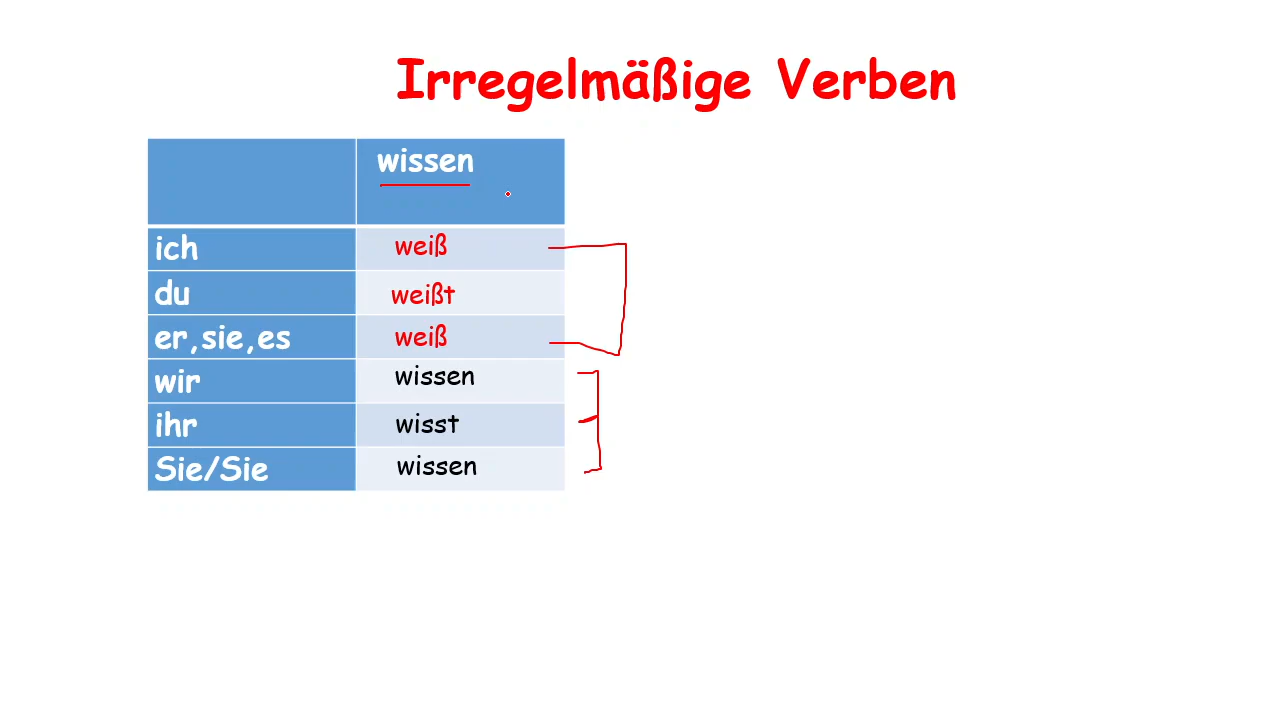 Irregelmäßige Verben
wissen
ich weiß
du weißt
er,sie,es weiß
wir wissen
ihr wisst
Sie/Sie wissen